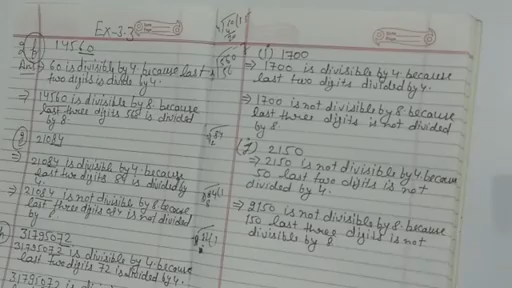 Ex-3.3
14560
Ans → 60 is divisible by 4 because last
two digits is divide by 4.
⇒ 14560 is divisible by 8 because
last three digits 560 is divided
by 8
21084
⇒ 21084 is divisible by 4. because
last two digits 84 is divided by
4.
⇒ 21084 is not divisible by 8 because
last three digits 084 is not divided
by
31795072
31795072 is divisible by 4. because
last two digits 72 is divided by 4.
(i) 1700
⇒ 1700 is divisible by 4 because
last two digits divided by 4.
⇒ 1700 is not divisible by 8 because
last three digits is not divided
by 8.
(j) 2150
⇒ 2150 is not divisible by 4 because
50 last two digits is not
divided by 4.
⇒ 2150 is not divisible by 8. because
150 last three digits is not
divisible by 8